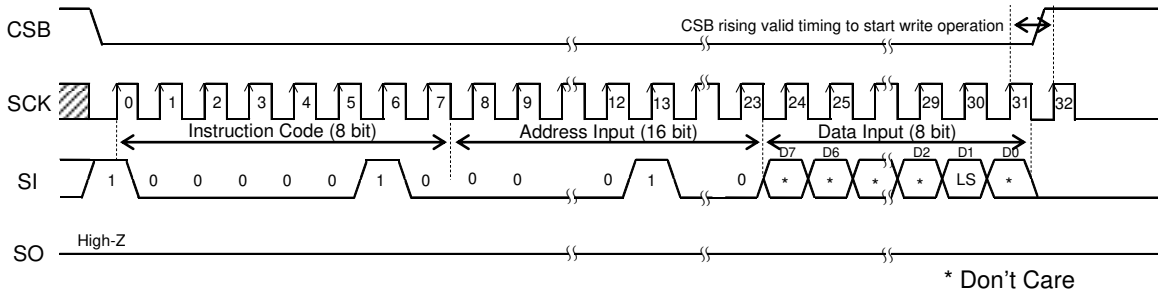 CSB
CSB rising valid timing to start write operation
SCK
0 1 2 3 4 5 6 7 8 9 12 13 23 24 25 29 30 31 32
Instruction Code (8 bit) Address Input (16 bit) Data Input (8 bit)
D7 D6 D2 D1 D0
SI
1 0 0 0 0 0 1 0 0 0 0 1 0 * * * * LS *
High-Z
SO
* Don't Care